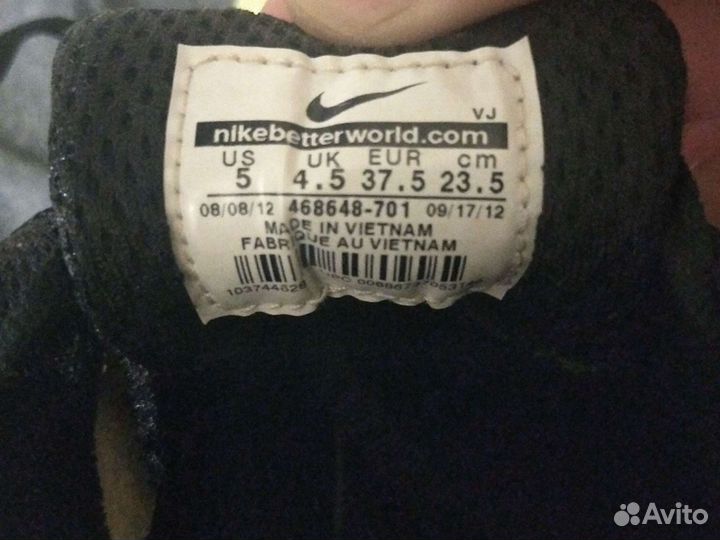 VJ
nikebetterworld.com
US UK EUR cm
5 4.5 37.5 23.5
08/08/12 468648-701 09/17/12
MADE IN VIETNAM
FABRIQUE AU VIETNAM
Avito